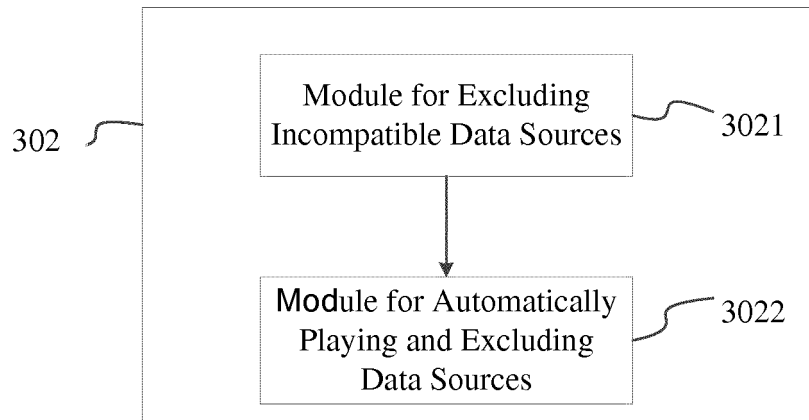 Module for Excluding
Incompatible Data Sources
3021
302
Module for Automatically
Playing and Excluding
Data Sources
3022